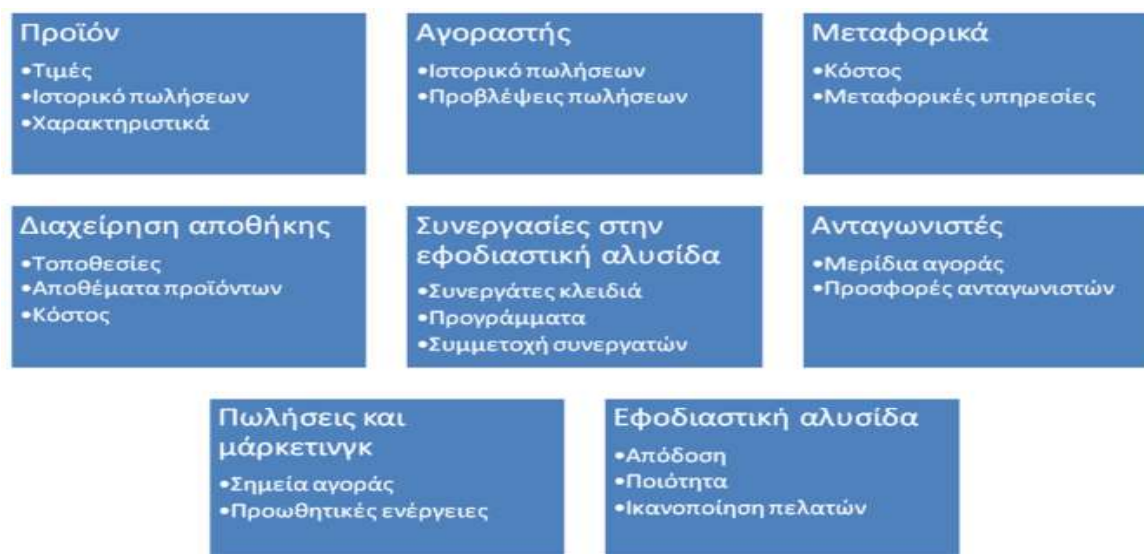 Προϊόν
•Τιμές
•Ιστορικό πωλήσεων
•Χαρακτηριστικά
Αγοραστής
•Ιστορικό πωλήσεων
•Προβλέψεις πωλήσεων
Μεταφορικά
•Κόστος
•Μεταφορικές υπηρεσίες
Διαχείρηση αποθήκης
•Τοποθεσίες
•Αποθέματα προϊόντων
•Κόστος
Συνεργασίες στην
εφοδιαστική αλυσίδα
•Συνεργάτες κλειδιά
•Προγράμματα
•Συμμετοχή συνεργατών
Ανταγωνιστές
•Μερίδια αγοράς
•Προσφορές ανταγωνιστών
Πωλήσεις και
μάρκετινγκ
•Σημεία αγοράς
•Προωθητικές ενέργειες
Εφοδιαστική αλυσίδα
•Απόδοση
•Ποιότητα
•Ικανοποίηση πελατών